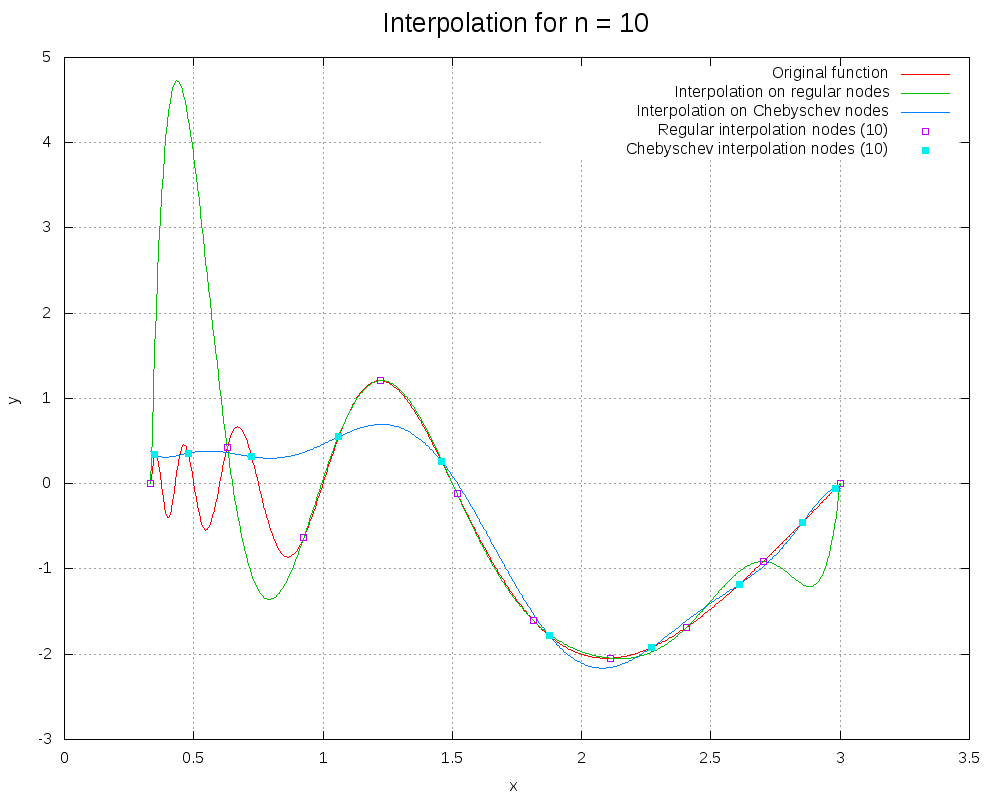 Interpolation for n = 10
Original function
Interpolation on regular nodes
Interpolation on Chebyschev nodes
Regular interpolation nodes (10)
Chebyschev interpolation nodes (10)
5
4
3
2
1
0
-1
-2
-3
y
0 0.5 1 1.5 2 2.5 3 3.5
x